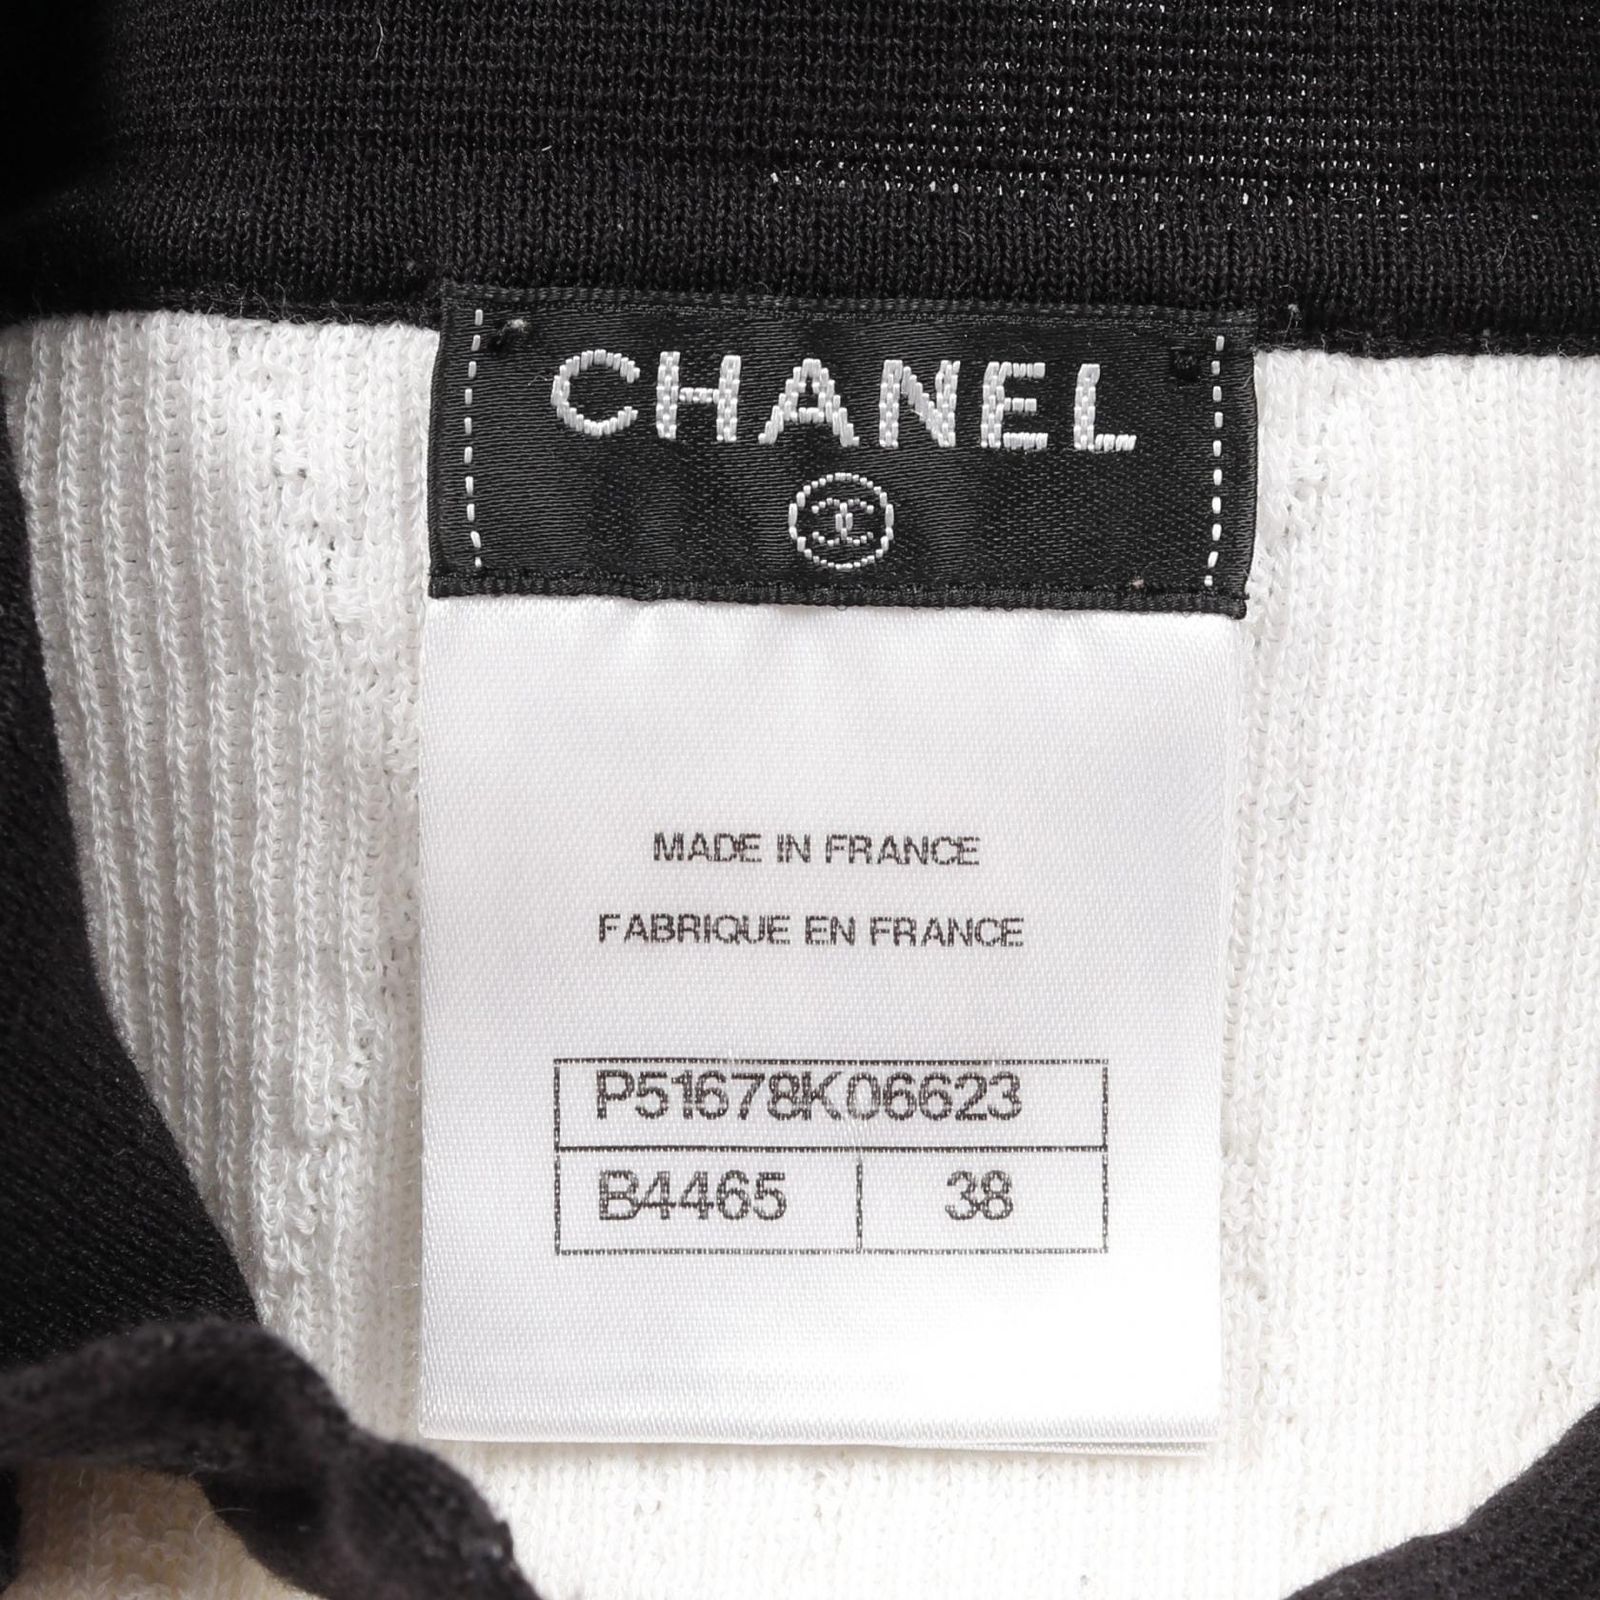 CHANEL
MADE IN FRANCE
FABRIQUE EN FRANCE
P51678K06623
B4465 38